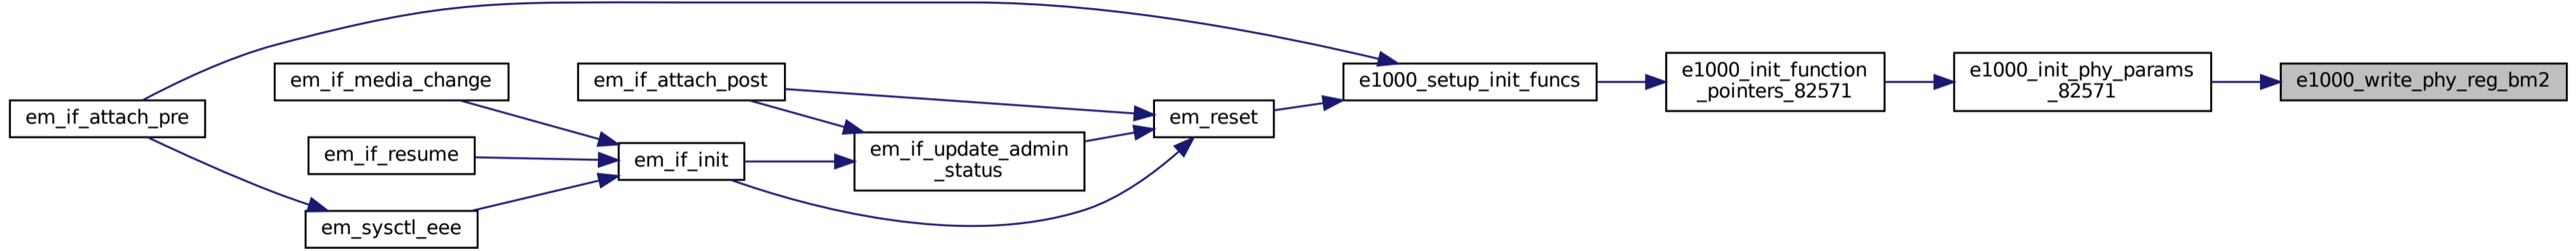 em_if_attach_pre
em_if_media_change
em_if_resume
em_sysctl_eee
em_if_attach_post
em_if_init
em_if_update_admin
_status
em_reset
e1000_setup_init_funcs
e1000_init_function
_pointers_82571
e1000_init_phy_params
_82571
e1000_write_phy_reg_bm2